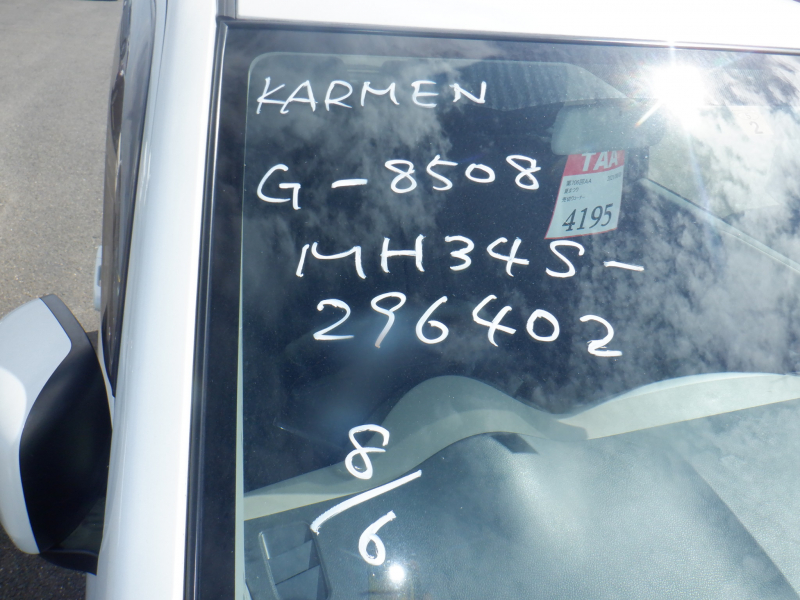 KARMEN
G-8508
MH34S-
296402
8/6
TAA
4195